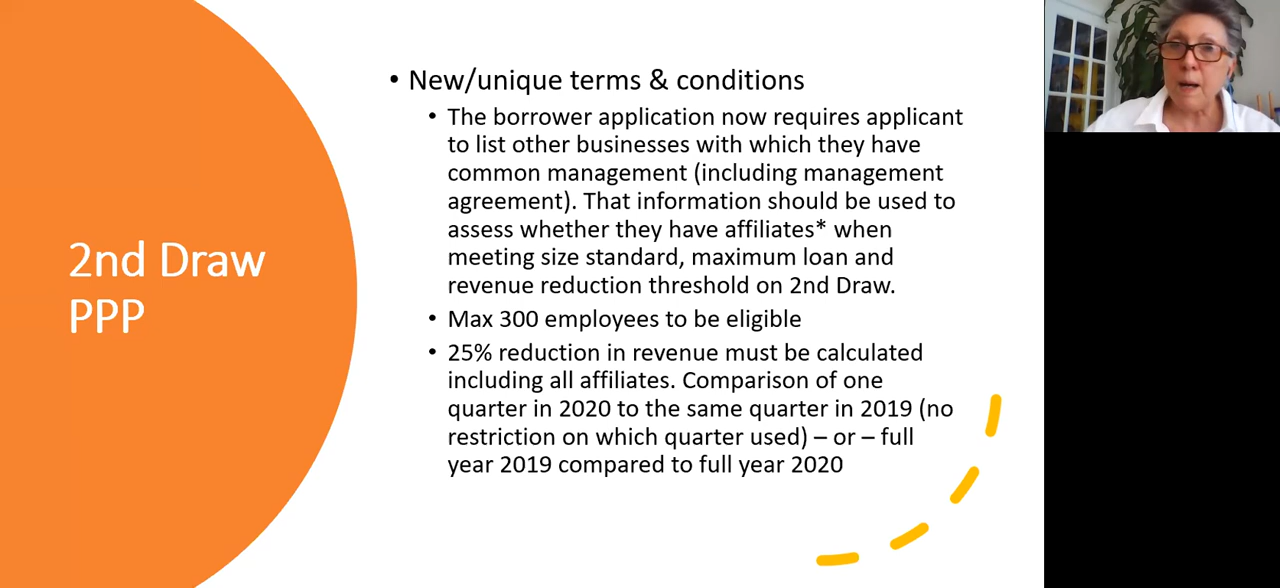 2nd Draw
PPP
• New/unique terms & conditions
• The borrower application now requires applicant
to list other businesses with which they have
common management (including management
agreement). That information should be used to
assess whether they have affiliates* when
meeting size standard, maximum loan and
revenue reduction threshold on 2nd Draw.
• Max 300 employees to be eligible
• 25% reduction in revenue must be calculated
including all affiliates. Comparison of one
quarter in 2020 to the same quarter in 2019 (no
restriction on which quarter used) – or – full
year 2019 compared to full year 2020